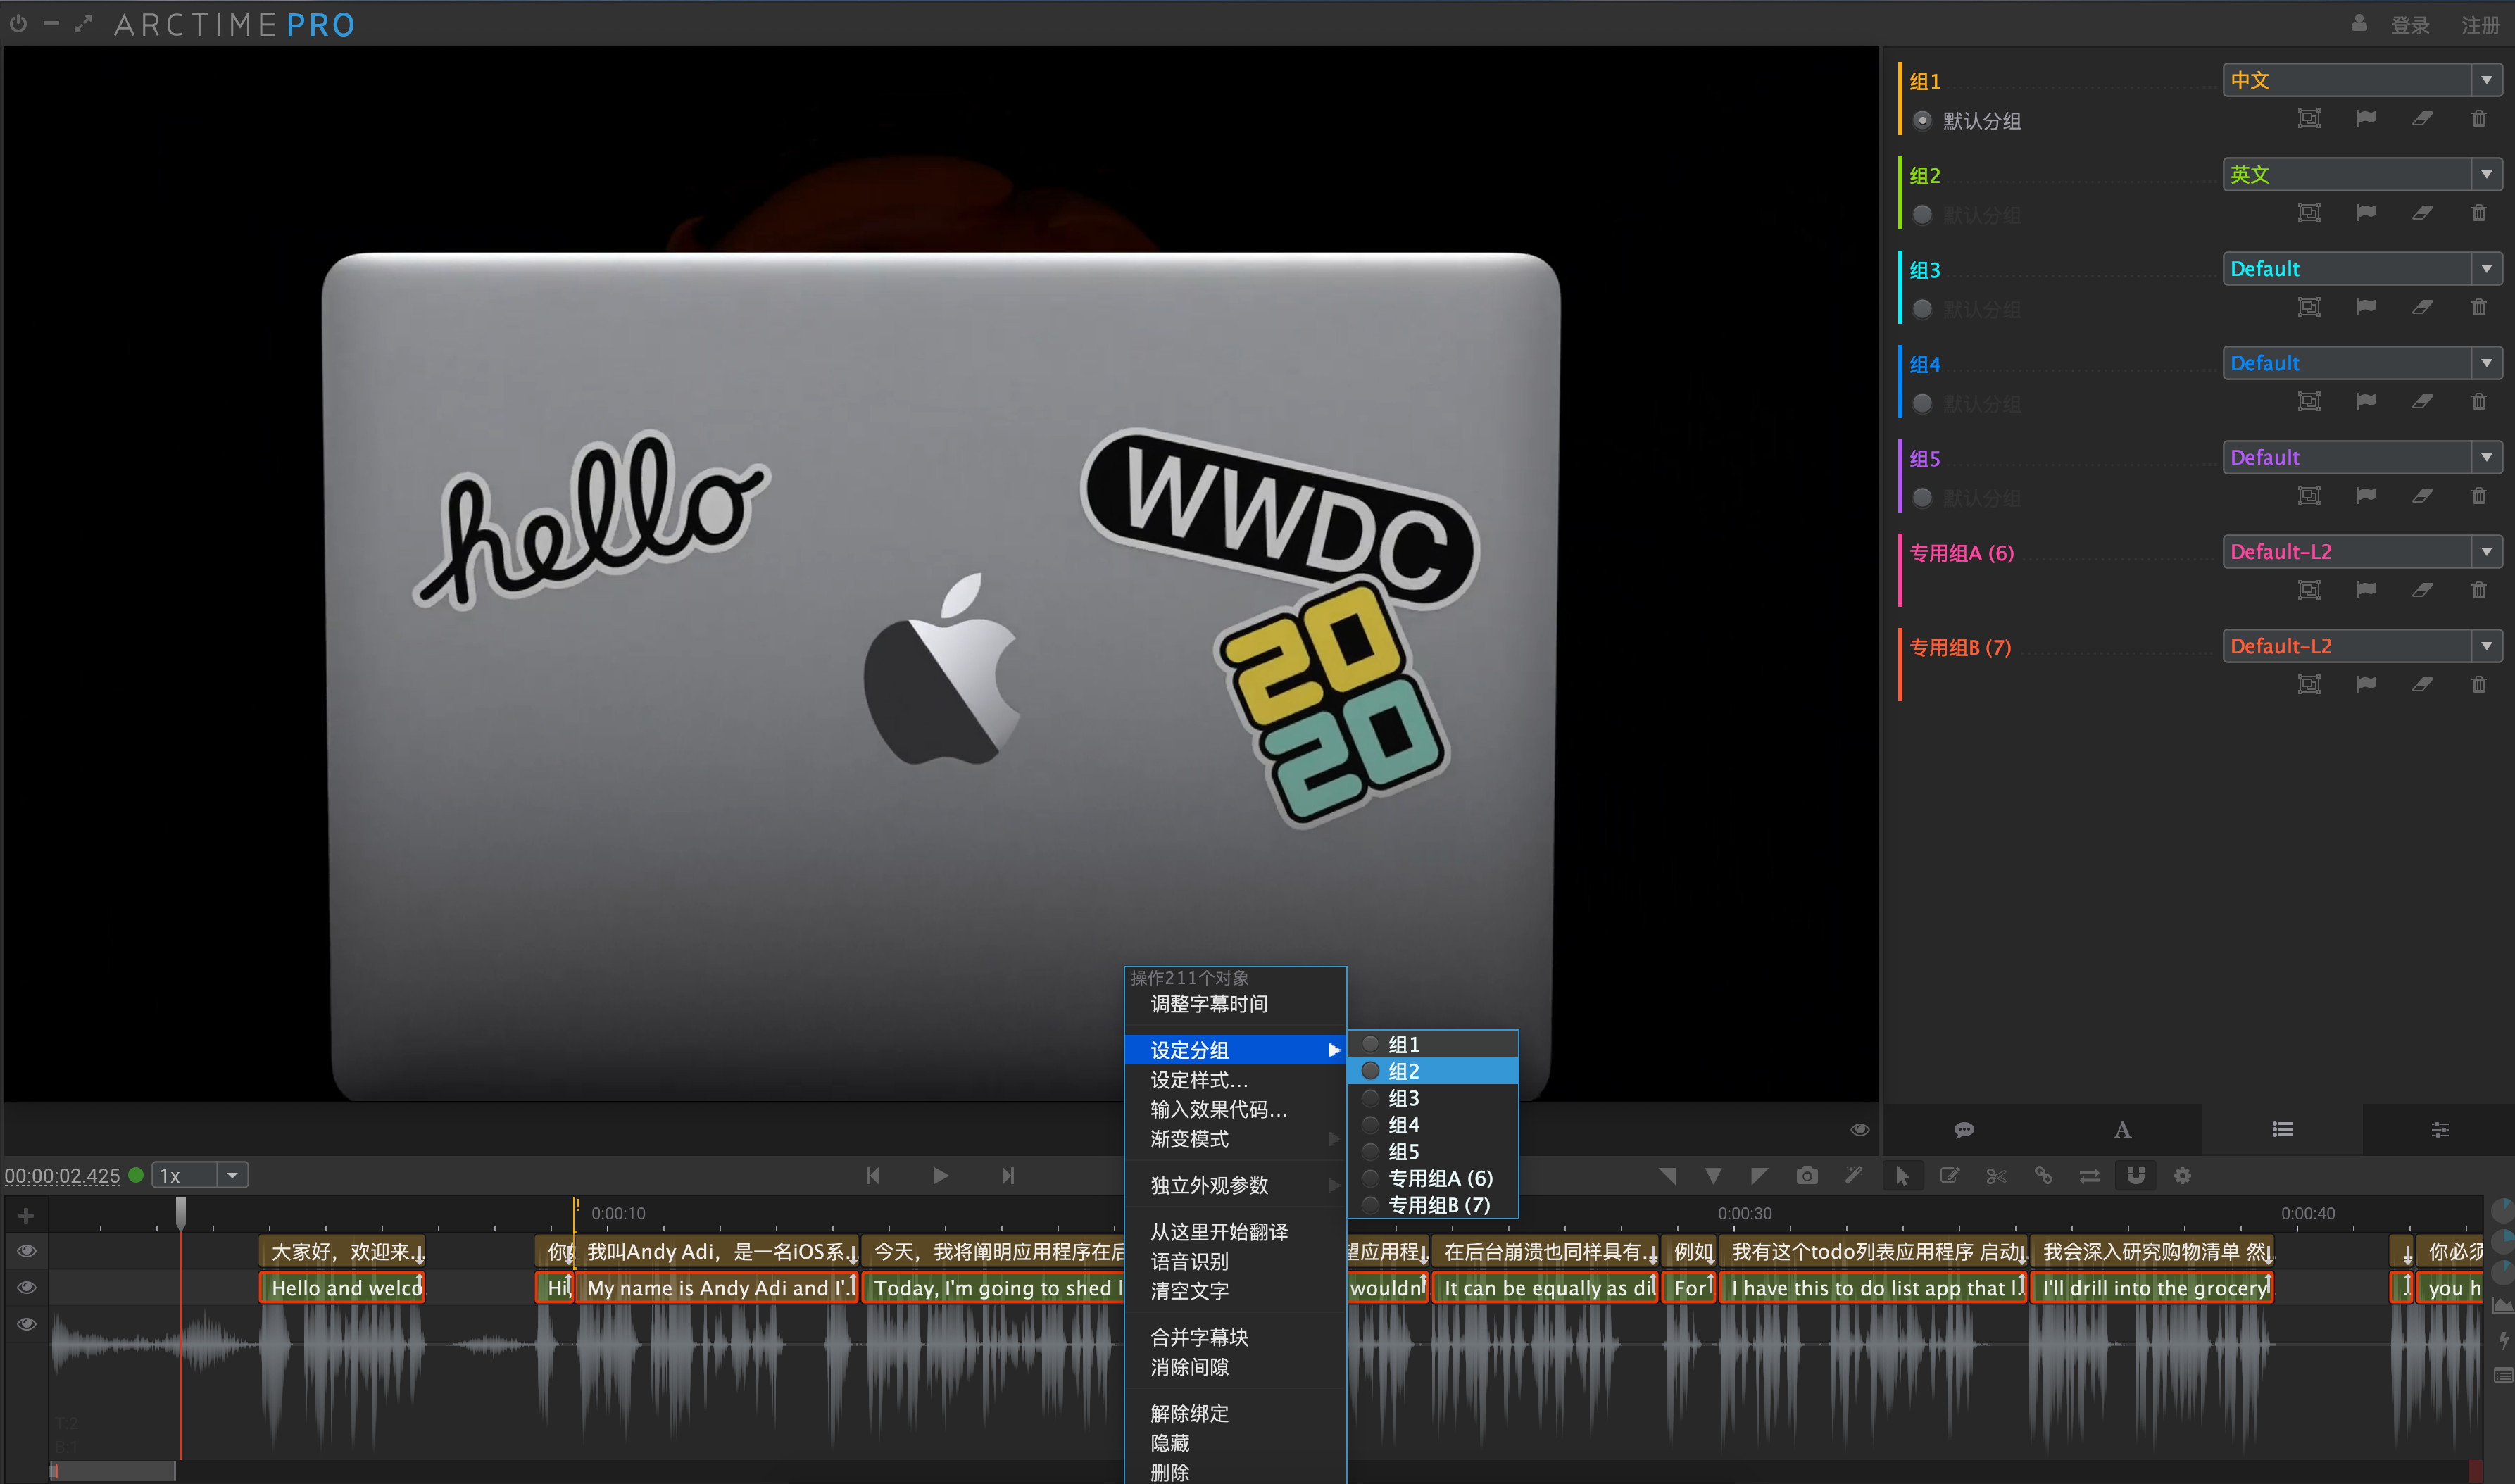 ARCTIME PRO
登录 注册
组1 中文
默认分组
组2 英文
默认分组
组3 Default
默认分组
组4 Default
默认分组
组5 Default
默认分组
专用组A (6) Default-L2
专用组B (7) Default-L2
hello
WWDC
20
20
操作211个对象
调整字幕时间
设定分组
设定样式...
输入效果代码...
渐变模式
独立外观参数
从这里开始翻译
语音识别
清空文字
合并字幕块
消除间隙
解除绑定
隐藏
删除
组1
组2
组3
组4
组5
专用组A (6)
专用组B (7)
00:00:02.425 1x
0:00:10 0:00:30 0:00:40
大家好，欢迎来... 我叫Andy Adi，是一名iOS系... 今天，我将阐明应用程序在后 应用程 在后台崩溃也同样具有... 例如 我有这个todo列表应用程序 启动 我会深入研究购物清单 然 你必须
Hello and welco Hi, My name is Andy Adi and I'... Today, I'm going to shed l wouldn' It can be equally as di For I have this to do list app that l I'll drill into the grocery you h
T:2
B:1